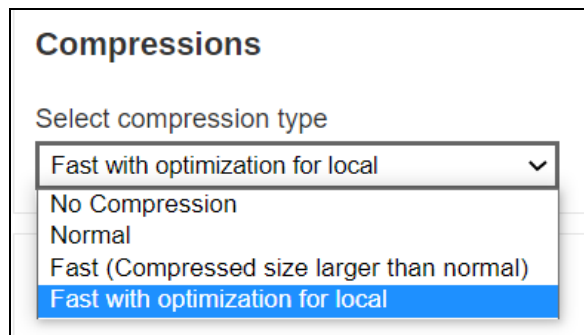 Compressions
Select compression type
Fast with optimization for local
No Compression
Normal
Fast (Compressed size larger than normal)
Fast with optimization for local